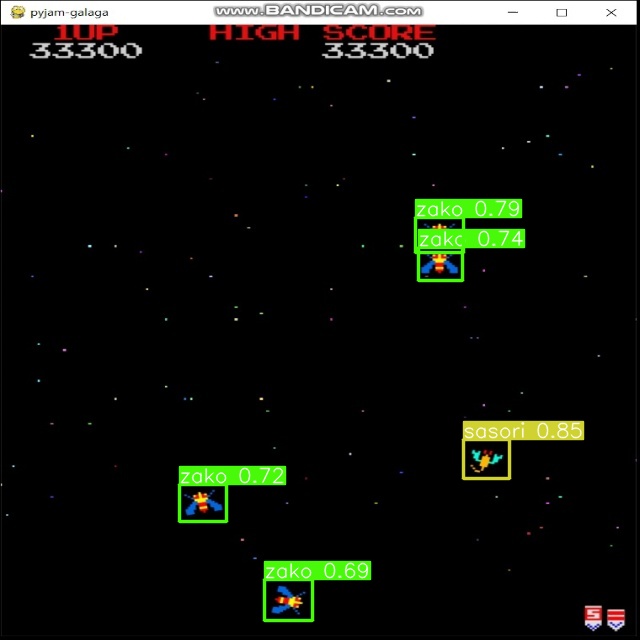 pyjam-galaga
www.BANDICAM.com
1UP HIGH SCORE
33300 33300
zako 0.79
zako 0.74
sasori 0.85
zako 0.72
zako 0.69
5